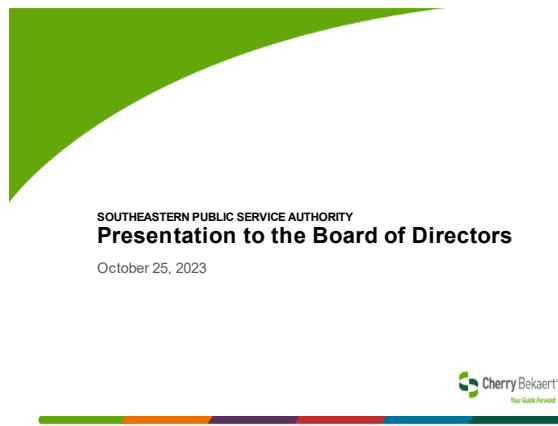 SOUTHEASTERN PUBLIC SERVICE AUTHORITY
Presentation to the Board of Directors
October 25, 2023
Cherry Bekaert
Your Guide Forward